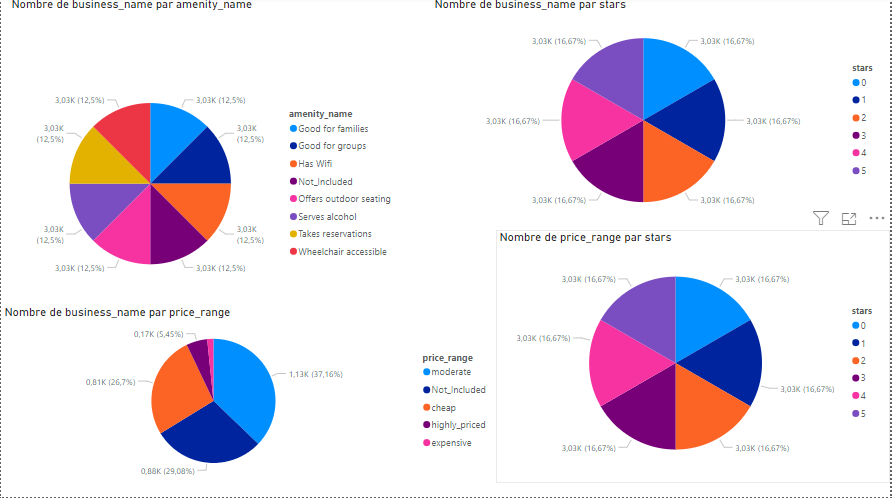 Nombre de business_name par amenity_name
3,03K (12,5%)
3,03K (12,5%)
3,03K
(12,5%)
3,03K
(12,5%)
3,03K
(12,5%)
3,03K
(12,5%)
3,03K (12,5%)
3,03K (12,5%)
amenity_name
Good for families
Good for groups
Has Wifi
Not_Included
Offers outdoor seating
Serves alcohol
Takes reservations
Wheelchair accessible
Nombre de business_name par stars
3,03K (16,67%)
3,03K (16,67%)
3,03K (16,67%)
3,03K (16,67%)
3,03K (16,67%)
3,03K (16,67%)
stars
0
1
2
3
4
5
Nombre de business_name par price_range
0,17K (5,45%)
1,13K (37,16%)
0,81K (26,7%)
0,88K (29,08%)
price_range
moderate
Not_Included
cheap
highly_priced
expensive
Nombre de price_range par stars
3,03K (16,67%)
3,03K (16,67%)
3,03K (16,67%)
3,03K (16,67%)
3,03K (16,67%)
3,03K (16,67%)
stars
0
1
2
3
4
5